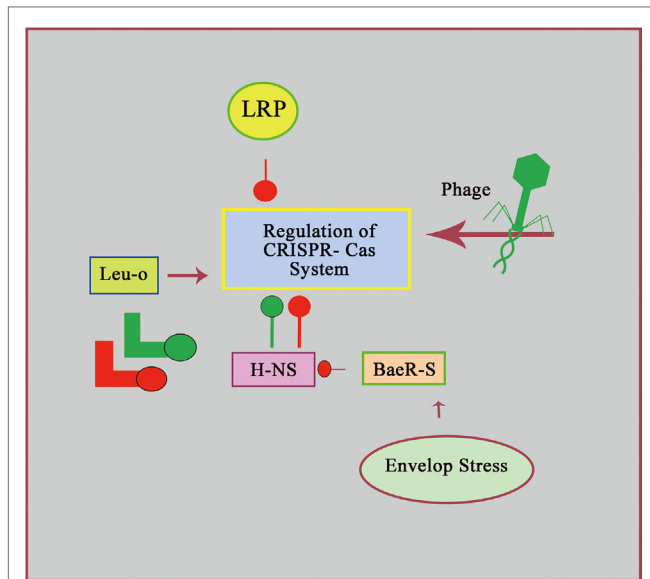 LRP
Phage
Regulation of
CRISPR- Cas
System
Leu-o
H-NS
BaeR-S
Envelop Stress